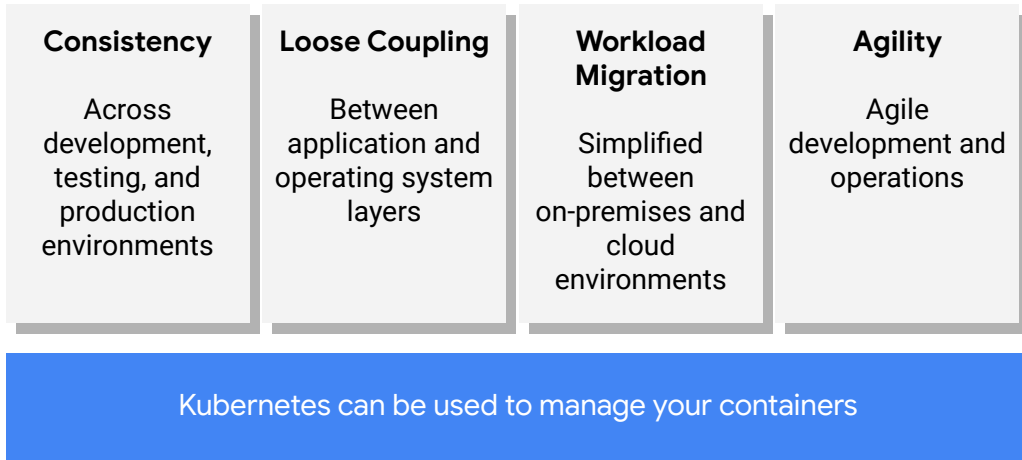 Consistency
Across
development,
testing, and
production
environments
Loose Coupling
Between
application and
operating system
layers
Workload
Migration
Simplified
between
on-premises and
cloud
environments
Agility
Agile
development and
operations
Kubernetes can be used to manage your containers